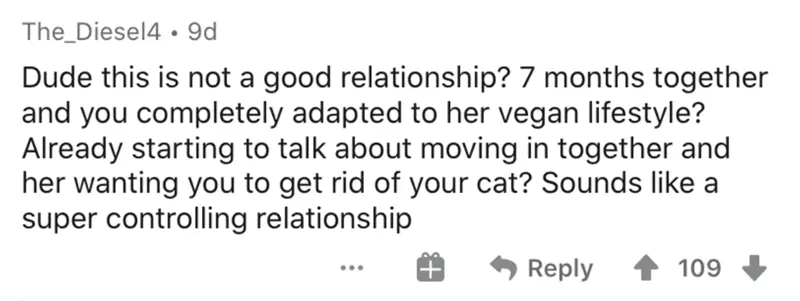 The_Diesel4 • 9d
Dude this is not a good relationship? 7 months together
and you completely adapted to her vegan lifestyle?
Already starting to talk about moving in together and
her wanting you to get rid of your cat? Sounds like a
super controlling relationship
... Reply 109